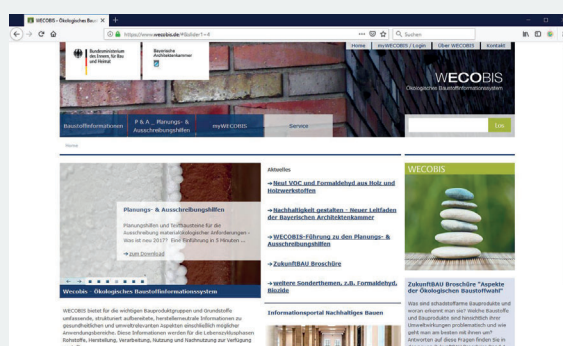 WECOBIS - Ökologisches Baus
https://www.wecobis.de/#&slider1=4
Suchen
Bundesministerium
des Innern, für Bau
und Heimat
Bayerische
Architektenkammer
Home
myWECOBIS / Login
Über WECOBIS
Kontakt
WECOBIS
Ökologisches Baustoffinformationssystem
Baustoffinformationen
P & A _ Planungs- &
Ausschreibungshilfen
myWECOBIS
Service
Los
Home
Planungs- & Ausschreibungshilfen
Planungshilfen und Textbausteine für die
Ausschreibung materialökologischer Anforderungen -
Was ist neu 2017? Eine Einführung in 5 Minuten ...
→ zum Download
Wecobis - Ökologisches Baustoffinformationssystem
WECOBIS bietet für die wichtigen Bauproduktgruppen und Grundstoffe
umfassende, strukturiert aufbereitete, herstellerneutrale Informationen zu
gesundheitlichen und umweltrelevanten Aspekten einschließlich möglicher
Anwendungsbereiche. Diese Informationen werden für die Lebenszyklusphasen
Rohstoffe, Herstellung, Verarbeitung, Nutzung und Nachnutzung zur Verfügung
Aktuelles
→ Neu! VOC und Formaldehyd aus Holz und
Holzwerkstoffen
→ Nachhaltigkeit gestalten - Neuer Leitfaden
der Bayerischen Architektenkammer
→ WECOBIS-Führung zu den Planungs- &
Ausschreibungshilfen
→ ZukunftBAU Broschüre
→ weitere Sonderthemen, z.B. Formaldehyd,
Biozide
Informationsportal Nachhaltiges Bauen
WECOBIS
ZukunftBAU Broschüre "Aspekte
der Ökologischen Baustoffwahl"
Was sind schadstoffarme Bauprodukte und
woran erkennt man sie? Welche Baustoffe
und Bauprodukte sind hinsichtlich ihrer
Umweltwirkungen problematisch und wie
geht man am besten mit ihnen um?
Antworten auf diese Fragen finden Sie in